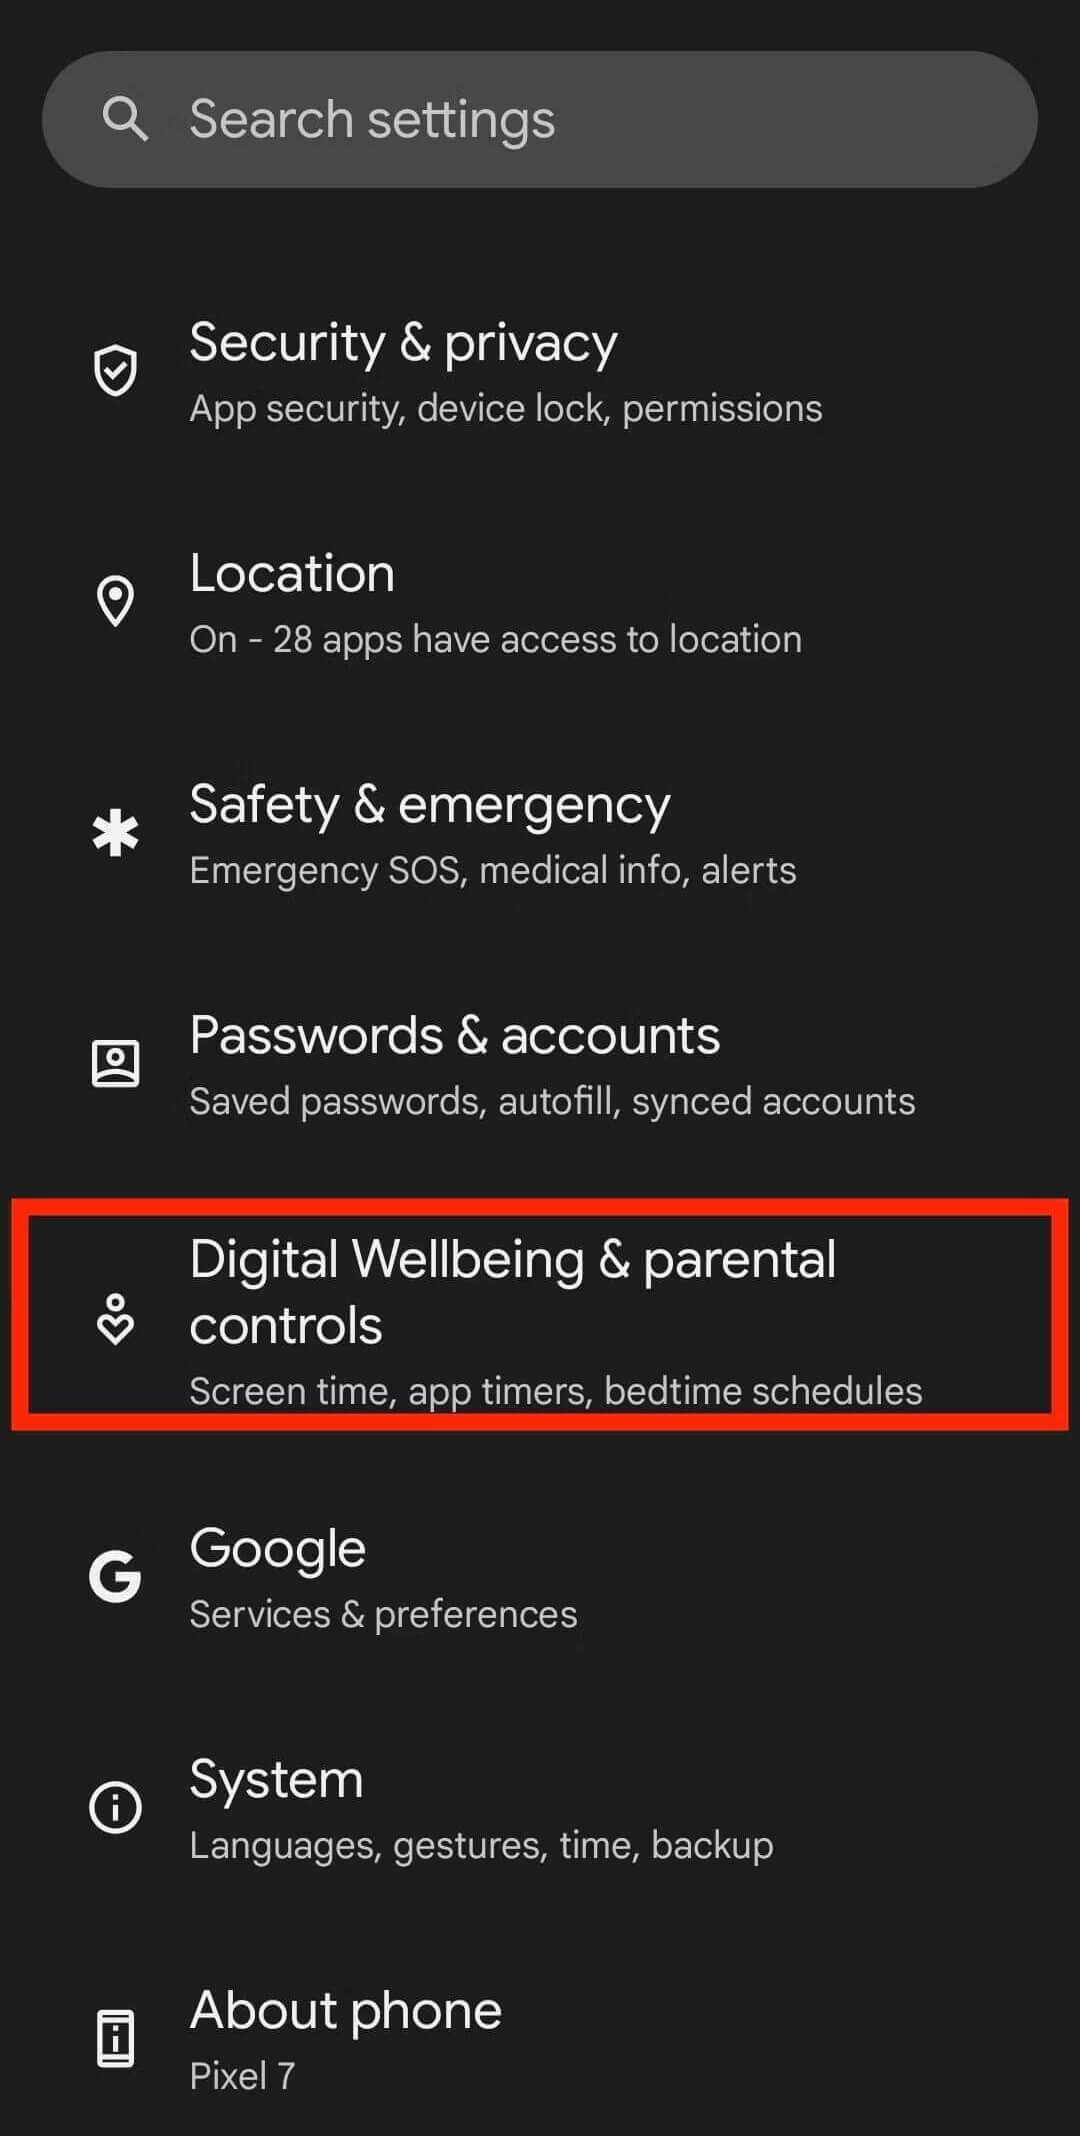 Search settings
Security & privacy
App security, device lock, permissions
Location
On - 28 apps have access to location
Safety & emergency
Emergency SOS, medical info, alerts
Passwords & accounts
Saved passwords, autofill, synced accounts
Digital Wellbeing & parental
controls
Screen time, app timers, bedtime schedules
Google
Services & preferences
System
Languages, gestures, time, backup
About phone
Pixel 7